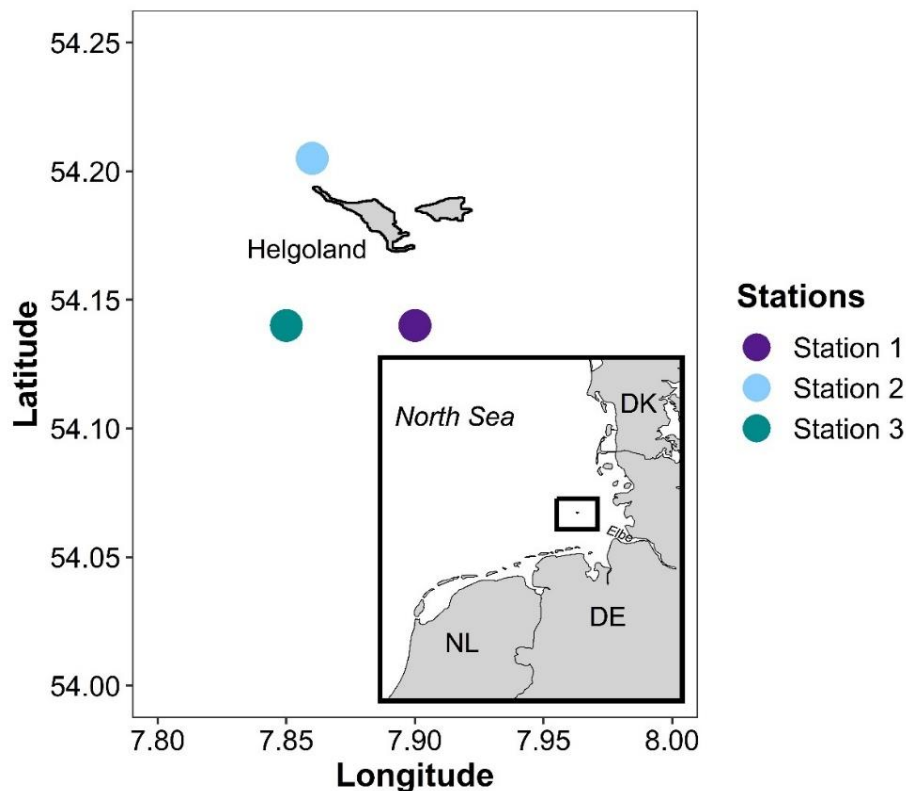 54.25
54.20
54.15
54.10
54.05
54.00
Latitude
Helgoland
North Sea
DK
Elbe
DE
NL
7.80 7.85 7.90 7.95 8.00
Longitude
Stations
Station 1
Station 2
Station 3